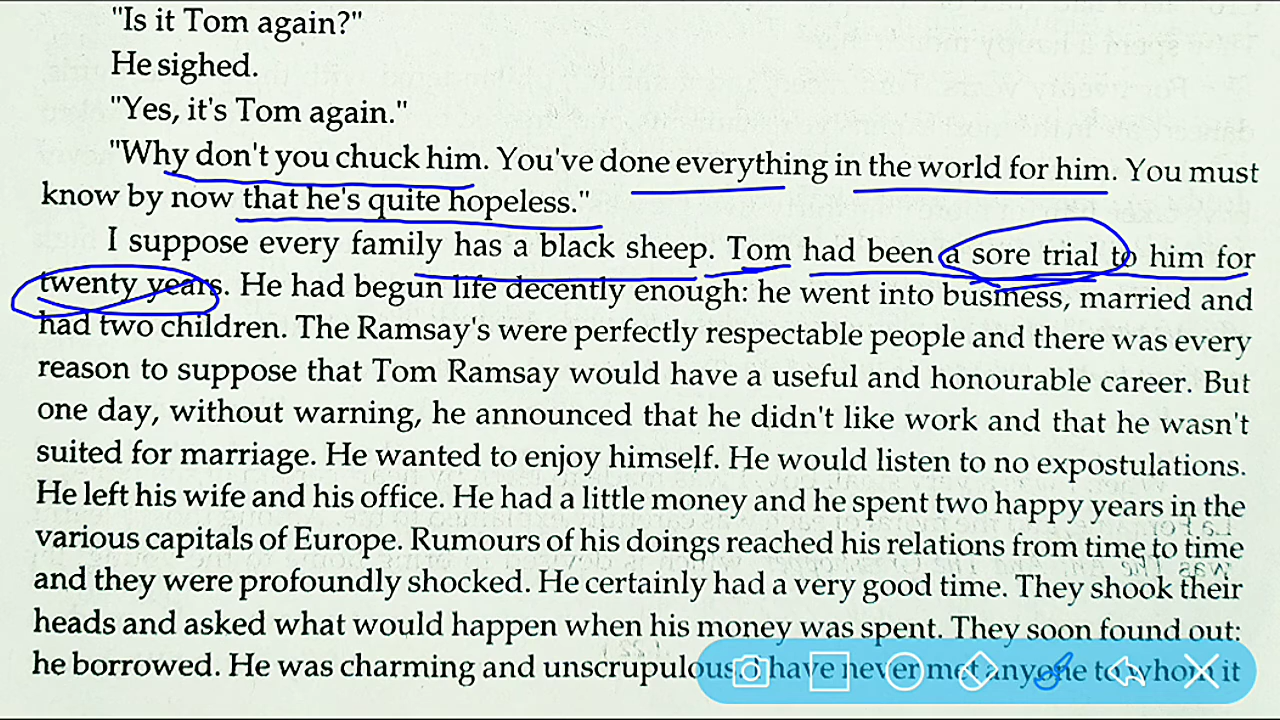 "Is it Tom again?"
He sighed.
"Yes, it's Tom again."
"Why don't you chuck him. You've done everything in the world for him. You must
know by now that he's quite hopeless."
I suppose every family has a black sheep. Tom had been a sore trial to him for
twenty years. He had begun life decently enough: he went into business, married and
had two children. The Ramsay's were perfectly respectable people and there was every
reason to suppose that Tom Ramsay would have a useful and honourable career. But
one day, without warning, he announced that he didn't like work and that he wasn't
suited for marriage. He wanted to enjoy himself. He would listen to no expostulations.
He left his wife and his office. He had a little money and he spent two happy years in the
various capitals of Europe. Rumours of his doings reached his relations from time to time
and they were profoundly shocked. He certainly had a very good time. They shook their
heads and asked what would happen when his money was spent. They soon found out:
he borrowed. He was charming and unscrupulous. I have never met anyone to whom it